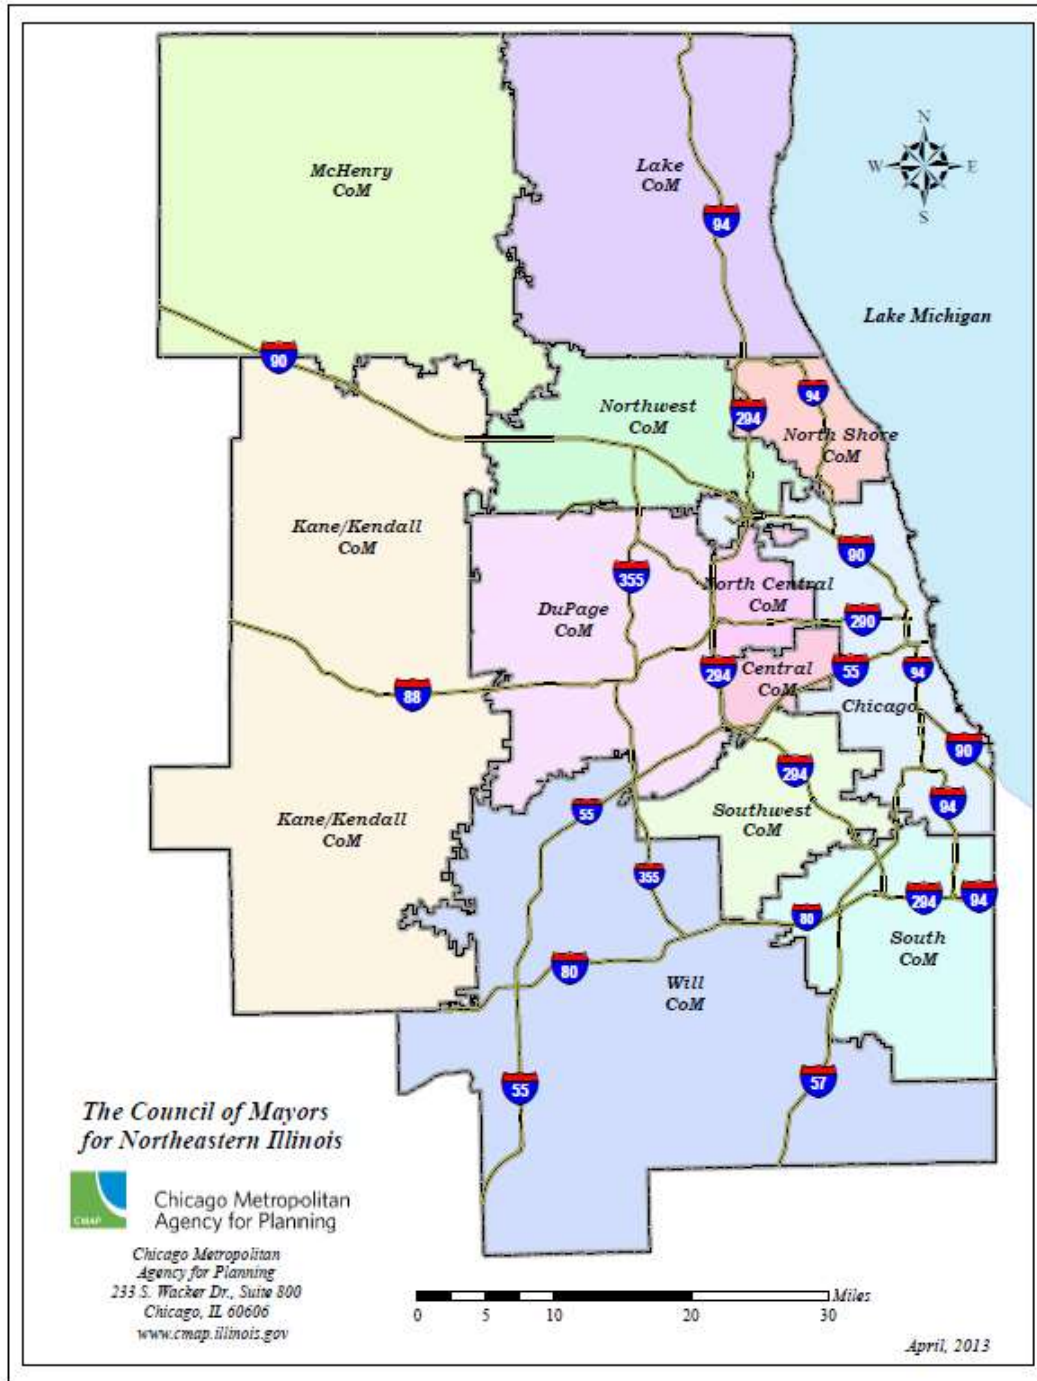 N
W
E
S
McHenry
CoM
Lake
CoM
94
Lake Michigan
90
94
294
Northwest
CoM
North Shore
CoM
Kane/Kendall
CoM
90
355
North Central
CoM
DuPage
CoM
290
294
Central
CoM
55
94
88
Chicago
90
294
94
55
Southwest
CoM
Kane/Kendall
CoM
355
294
94
80
South
CoM
80
Will
CoM
55
57
The Council of Mayors
for Northeastern Illinois
CMAP
Chicago Metropolitan
Agency for Planning
Chicago Metropolitan
Agency for Planning
233 S. Wacker Dr., Suite 800
Chicago, IL 60606
www.cmap.illinois.gov
Miles
0 5 10 20 30
April, 2013